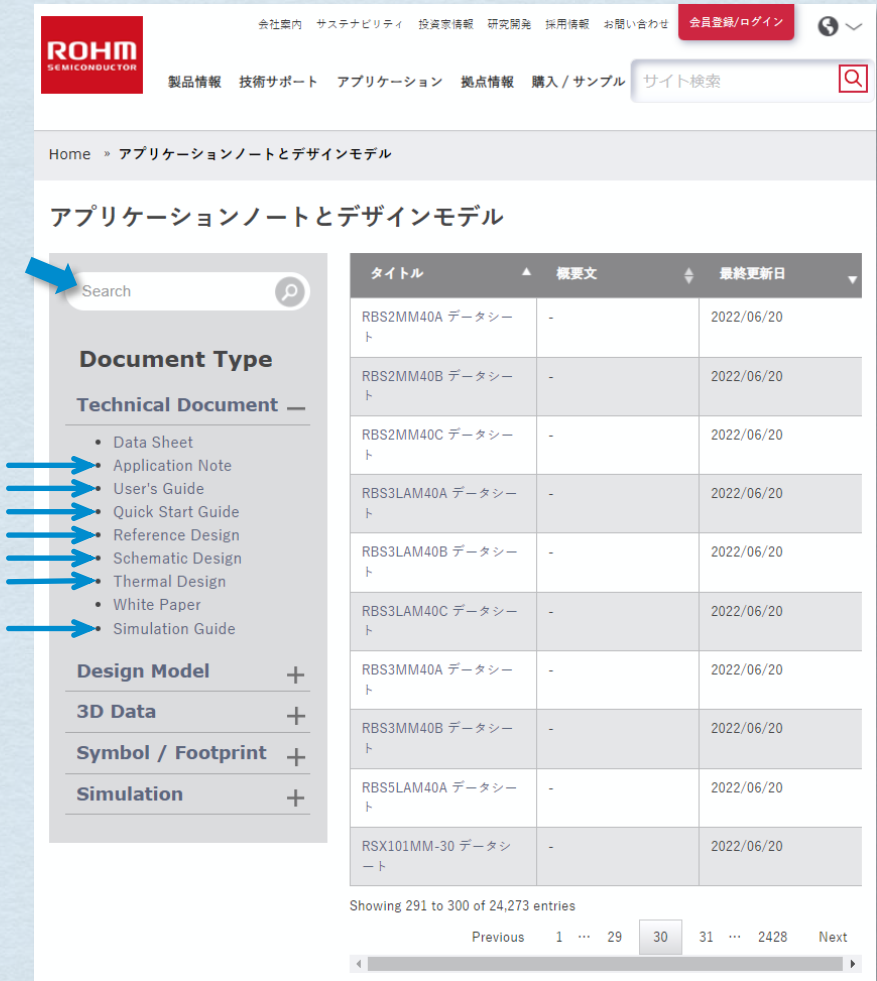 会社案内 サステナビリティ 投資家情報 研究開発 採用情報 お問い合わせ 会員登録/ログイン
ROHM
SEMICONDUCTOR
製品情報 技術サポート アプリケーション 拠点情報 購入 / サンプル サイト検索
Home » アプリケーションノートとデザインモデル
アプリケーションノートとデザインモデル
Search
Document Type
Technical Document
• Data Sheet
• Application Note
• User's Guide
• Quick Start Guide
• Reference Design
• Schematic Design
• Thermal Design
• White Paper
• Simulation Guide
Design Model
3D Data
Symbol / Footprint
Simulation
タイトル 概要文 最終更新日
RBS2MM40A データシー - 2022/06/20
ト
RBS2MM40B データシー - 2022/06/20
ト
RBS2MM40C データシー - 2022/06/20
ト
RBS3LAM40A データシー - 2022/06/20
ト
RBS3LAM40B データシー - 2022/06/20
ト
RBS3LAM40C データシー - 2022/06/20
ト
RBS3MM40A データシー - 2022/06/20
ト
RBS3MM40B データシー - 2022/06/20
ト
RBS5LAM40A データシー - 2022/06/20
ト
RSX101MM-30 データシ - 2022/06/20
ート
Showing 291 to 300 of 24,273 entries
Previous 1 … 29 30 31 … 2428 Next